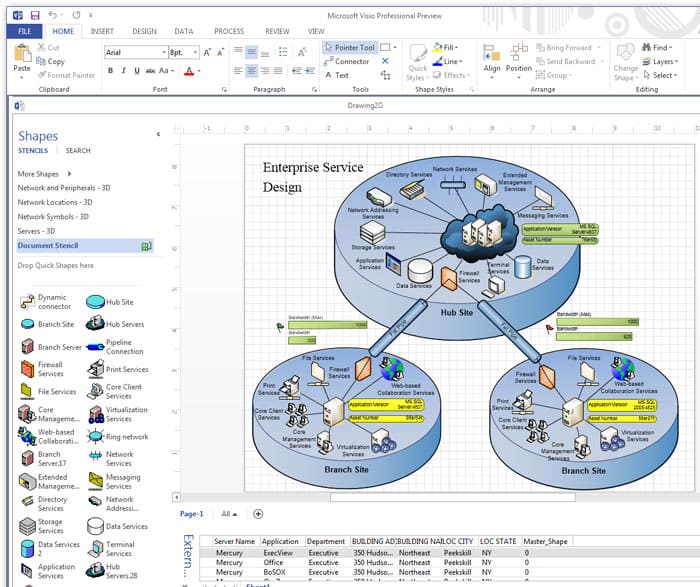 Microsoft Visio Professional Preview
FILE HOME INSERT DESIGN DATA PROCESS REVIEW VIEW
Paste
Cut
Copy
Format Painter
Clipboard
Arial 8pt.
B I U abc Aa A
Font
Paragraph
Pointer Tool
Connector
A Text
Tools
Quick Styles
Fill
Line
Effects
Shape Styles
Align Position
Bring Forward
Send Backward
Group
Arrange
Change Shape
Find
Layers
Select
Editing
Shapes
STENCILS SEARCH
More Shapes
Network and Peripherals - 3D
Network Locations - 3D
Network Symbols - 3D
Servers - 3D
Document Stencil
Drop Quick Shapes here
Dynamic connector
Hub Site
Branch Site
Hub Servers
Branch Server
Pipeline Connection
Firewall Services
Print Services
File Services
Core Client Services
Core Manageme...
Virtualization Services
Web-based Collaborati...
Ring network
Branch Server.17
Network Services
Extended Manageme...
Messaging Services
Directory Services
Network Addressi...
Storage Services
Data Services
Data Services
Terminal Services
Application Services
Hub Servers.28
Enterprise Service
Design
Network Services
Directory Services
Extended Management Services
Network Addressing Services
Messaging Services
Storage Services
Application/Version MS SQL
Asset Number
Application Services
Data Services
Firewall Services
Terminal Services
Data Services
Hub Site
Fat Pipe
Fat Pipe
Bandwidth (Max)
Bandwidth
Bandwidth (Max)
Bandwidth
File Services
Firewall Services
Print Services
Web-based Collaboration Services
Core Client Services
Application/Version MS SQL
Asset Number
Core Management Services
Virtualization Services
Branch Site
File Services
Firewall Services
Web-based Collaboration Services
Print Services
Core Client Services
Application/Version MS SQL
Asset Number
Core Management Services
Virtualization Services
Branch Site
Page-1 All
Extern...
Server Name Application Department LOC CITY LOC STATE Master_Shape
Mercury ExecView Executive 350 Hudso... Northeast Peekskill NY 0
Mercury Office Executive 350 Hudso... Northeast Peekskill NY 0
Mercury BoSOX Executive 350 Hudso... Northeast Peekskill NY 0